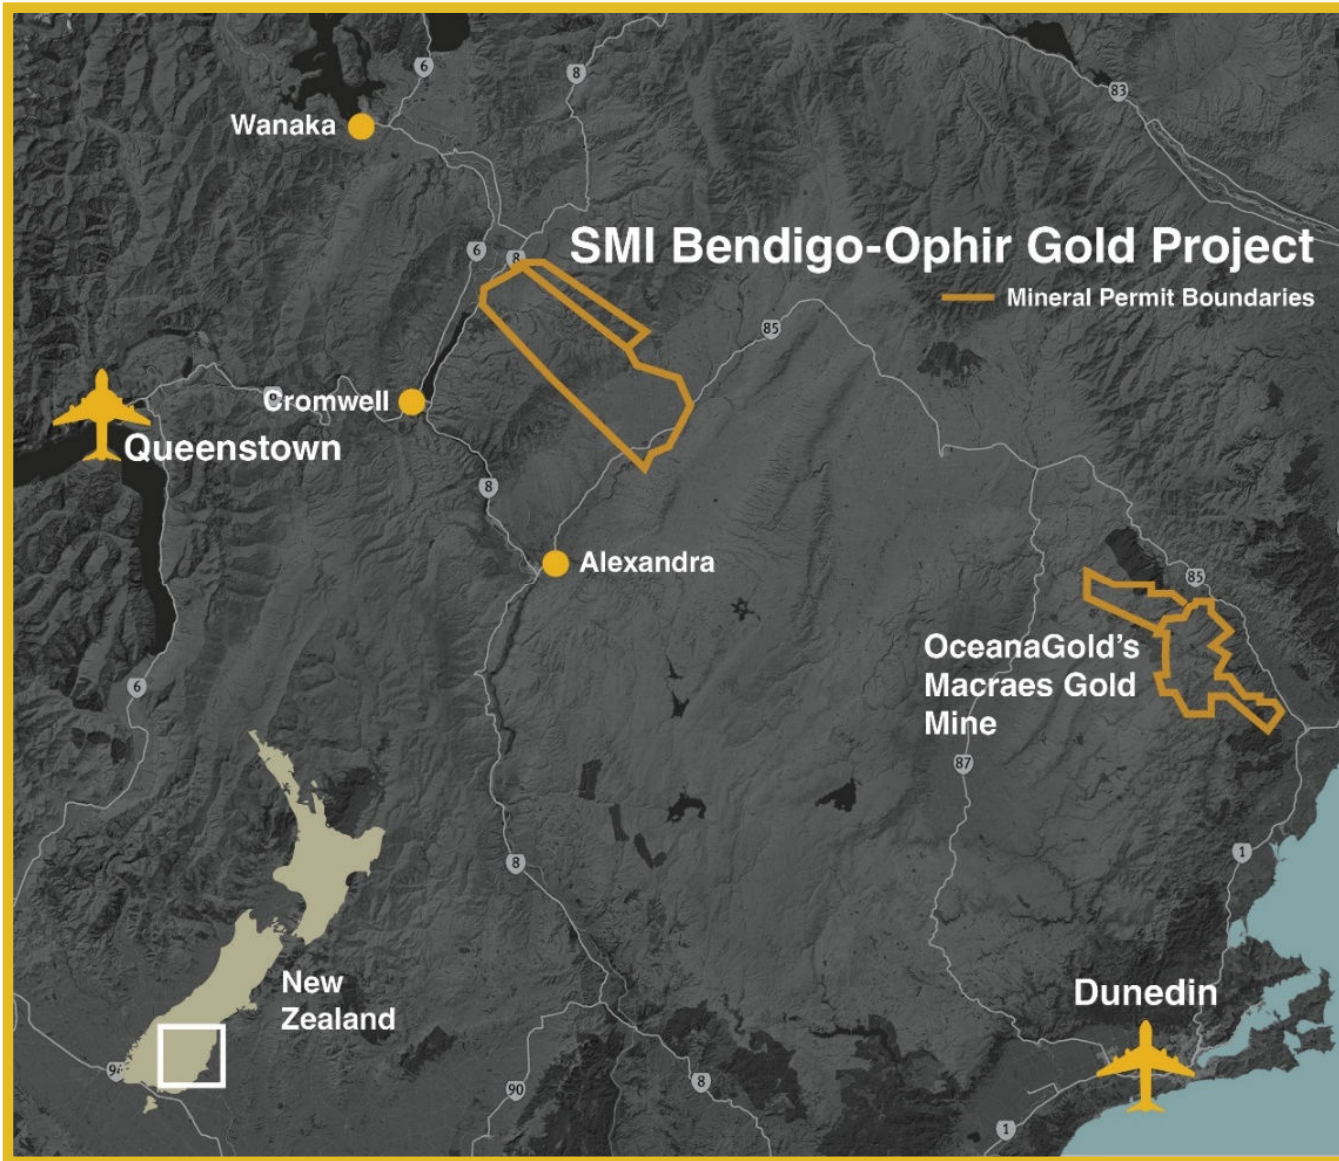 6
8
83
Wanaka
SMI Bendigo-Ophir Gold Project
6
8
Mineral Permit Boundaries
85
Cromwell
Queenstown
8
Alexandra
85
OceanaGold's
Macraes Gold
Mine
6
87
8
1
New
Zealand
Dunedin
90
8
1